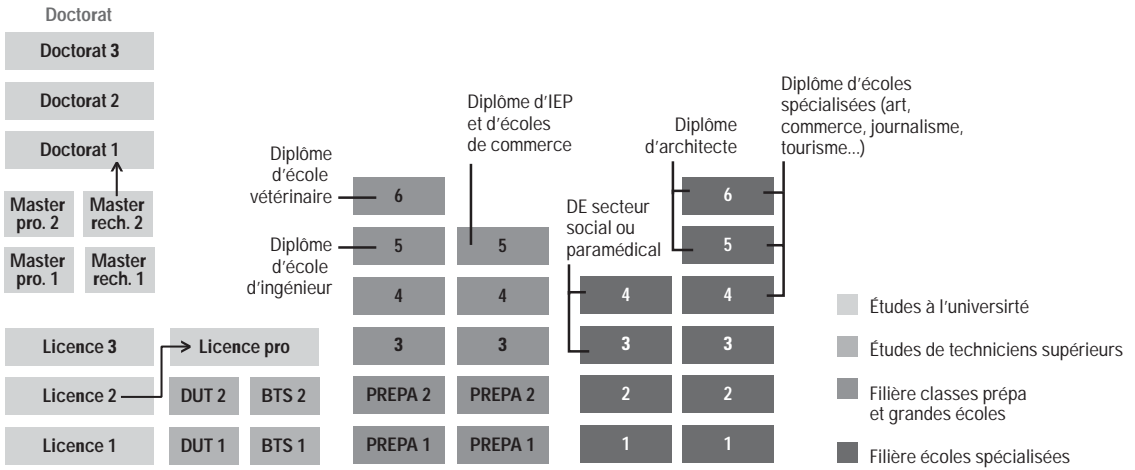 Doctorat
Doctorat 3
Doctorat 2
Doctorat 1
Master
pro. 2
Master
rech. 2
Master
pro. 1
Master
rech. 1
Licence 3
Licence pro
Licence 2
DUT 2
BTS 2
Licence 1
DUT 1
BTS 1
Diplôme
d'école
vétérinaire
6
Diplôme
d'école
d'ingénieur
5
4
3
PREPA 2
PREPA 1
Diplôme d'IEP
et d'écoles
de commerce
5
4
3
PREPA 2
PREPA 1
DE secteur
social ou
paramédical
4
3
2
1
Diplôme
d'architecte
Diplôme d'écoles
spécialisées (art,
commerce, journalisme,
tourisme...)
6
5
4
3
2
1
Études à l'universirté
Études de techniciens supérieurs
Filière classes prépa
et grandes écoles
Filière écoles spécialisées